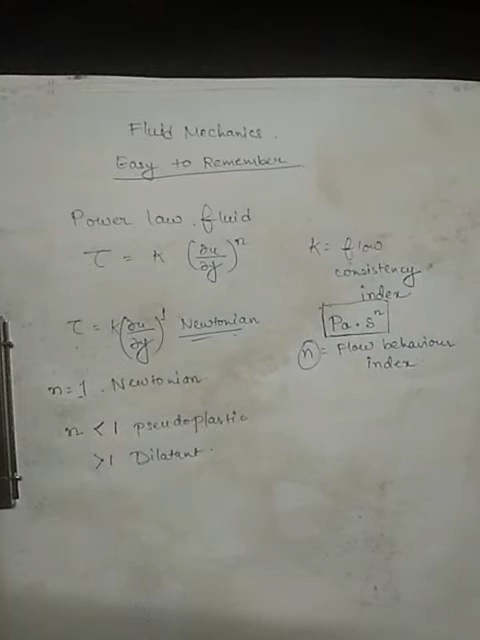 Fluid Mechanics.
Easy to Remember
Power law fluid
τ = K (∂u/∂y)^n
K = flow
consistency
index
Pa·s^n
τ = K(∂u/∂y)^1 Newtonian
n = Flow behaviour
index
n=1. Newtonian
n < 1 pseudoplastic
>1 Dilatant.